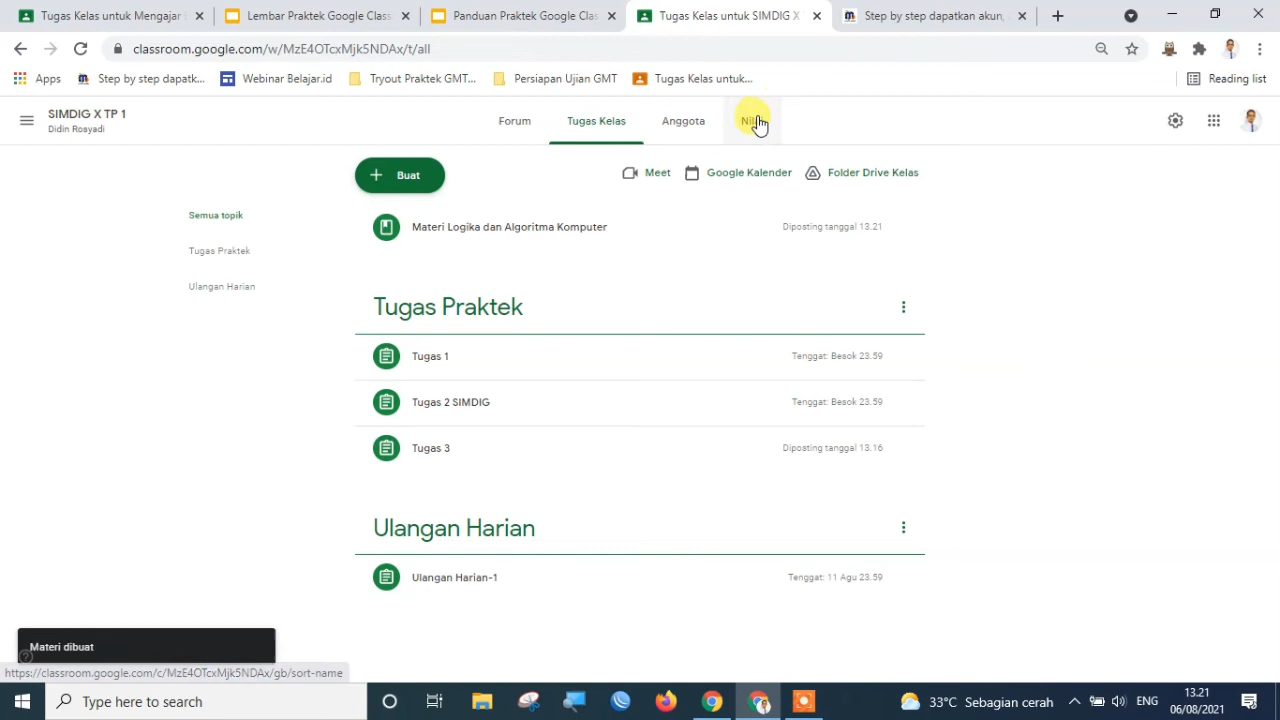 Tugas Kelas untuk Mengajar
Lembar Praktek Google Class
Panduan Praktek Google Class
Tugas Kelas untuk SIMDIG X
Step by step dapatkan akun,
classroom.google.com/w/MzE4OTcxMjk5NDAx/t/all
Apps
Step by step dapatk...
Webinar Belajar.id
Tryout Praktek GMT...
Persiapan Ujian GMT
Tugas Kelas untuk...
Reading list
SIMDIG X TP 1
Didin Rosyadi
Forum
Tugas Kelas
Anggota
+ Buat
Meet
Google Kalender
Folder Drive Kelas
Semua topik
Tugas Praktek
Ulangan Harian
Materi Logika dan Algoritma Komputer
Diposting tanggal 13.21
Tugas Praktek
Tugas 1
Tenggat: Besok 23.59
Tugas 2 SIMDIG
Tenggat: Besok 23.59
Tugas 3
Diposting tanggal 13.16
Ulangan Harian
Ulangan Harian-1
Tenggat: 11 Agu 23.59
Materi dibuat
https://classroom.google.com/c/MzE4OTcxMjk5NDAx/gb/sort-name
Type here to search
33°C Sebagian cerah
ENG
13.21
06/08/2021